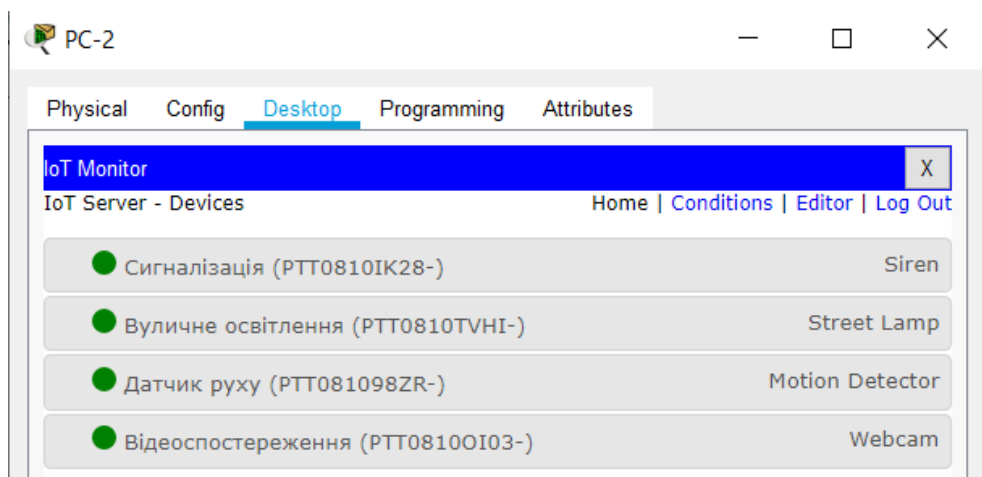 PC-2
Physical Config Desktop Programming Attributes
IoT Monitor X
IoT Server - Devices Home | Conditions | Editor | Log Out
Сигналізація (PTT0810IK28-) Siren
Вуличне освітлення (PTT0810TVHI-) Street Lamp
Датчик руху (PTT081098ZR-) Motion Detector
Відеоспостереження (PTT0810OI03-) Webcam